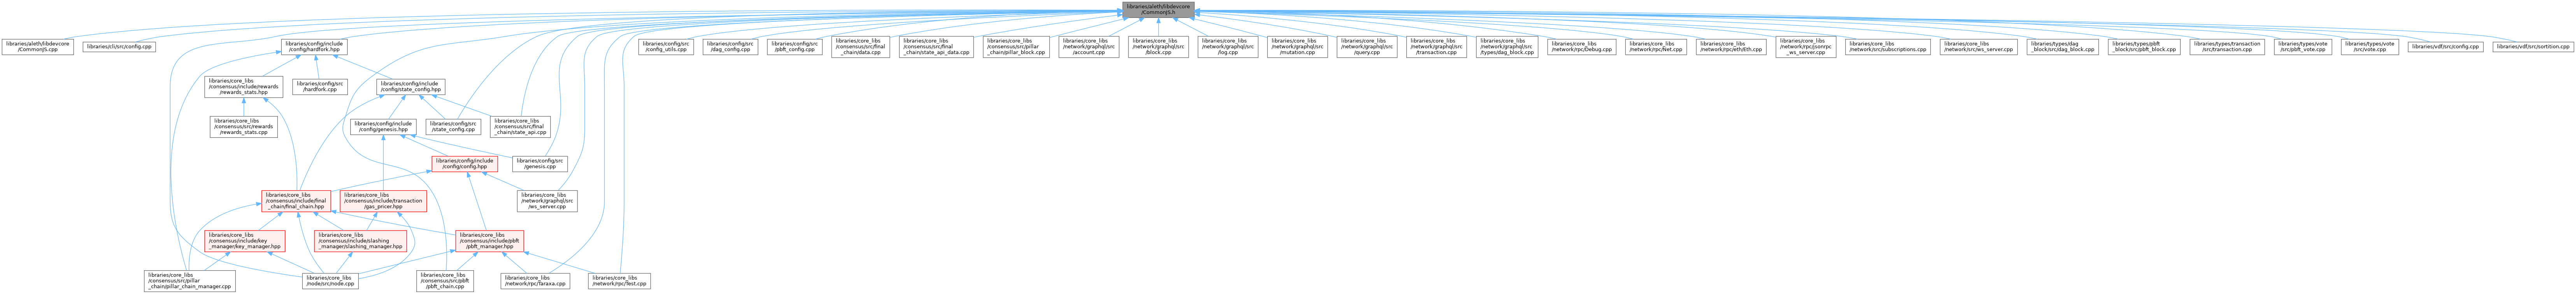 libraries/aleth/libdevcore
/CommonJS.h
libraries/aleth/libdevcore
/CommonJS.cpp
libraries/cli/src/config.cpp
libraries/config/include
/config/hardfork.hpp
libraries/config/src
/config_utils.cpp
libraries/config/src
/dag_config.cpp
libraries/config/src
/pbft_config.cpp
libraries/core_libs
/consensus/src/final
_chain/data.cpp
libraries/core_libs
/consensus/src/final
_chain/state_api_data.cpp
libraries/core_libs
/consensus/src/pillar
_chain/pillar_block.cpp
libraries/core_libs
/network/graphql/src
/account.cpp
libraries/core_libs
/network/graphql/src
/block.cpp
libraries/core_libs
/network/graphql/src
/log.cpp
libraries/core_libs
/network/graphql/src
/mutation.cpp
libraries/core_libs
/network/graphql/src
/query.cpp
libraries/core_libs
/network/graphql/src
/transaction.cpp
libraries/core_libs
/network/graphql/src
/types/dag_block.cpp
libraries/core_libs
/network/rpc/Debug.cpp
libraries/core_libs
/network/rpc/Net.cpp
libraries/core_libs
/network/rpc/eth/Eth.cpp
libraries/core_libs
/network/rpc/jsonrpc
_ws_server.cpp
libraries/core_libs
/network/src/subscriptions.cpp
libraries/core_libs
/network/src/ws_server.cpp
libraries/types/dag
_block/src/dag_block.cpp
libraries/types/pbft
_block/src/pbft_block.cpp
libraries/types/transaction
/src/transaction.cpp
libraries/types/vote
/src/pbft_vote.cpp
libraries/types/vote
/src/vote.cpp
libraries/vdf/src/config.cpp
libraries/vdf/src/sortition.cpp
libraries/core_libs
/consensus/include/rewards
/rewards_stats.hpp
libraries/config/src
/hardfork.cpp
libraries/config/include
/config/state_config.hpp
libraries/core_libs
/consensus/src/rewards
/rewards_stats.cpp
libraries/config/include
/config/genesis.hpp
libraries/config/src
/state_config.cpp
libraries/core_libs
/consensus/src/final
_chain/state_api.cpp
libraries/config/include
/config/config.hpp
libraries/config/src
/genesis.cpp
libraries/core_libs
/consensus/include/final
_chain/final_chain.hpp
libraries/core_libs
/consensus/include/transaction
/gas_pricer.hpp
libraries/core_libs
/network/graphql/src
/ws_server.cpp
libraries/core_libs
/consensus/include/key
_manager/key_manager.hpp
libraries/core_libs
/consensus/include/slashing
_manager/slashing_manager.hpp
libraries/core_libs
/consensus/include/pbft
/pbft_manager.hpp
libraries/core_libs
/consensus/src/pillar
_chain/pillar_chain_manager.cpp
libraries/core_libs
/node/src/node.cpp
libraries/core_libs
/consensus/src/pbft
/pbft_chain.cpp
libraries/core_libs
/network/rpc/Taraxa.cpp
libraries/core_libs
/network/rpc/Test.cpp